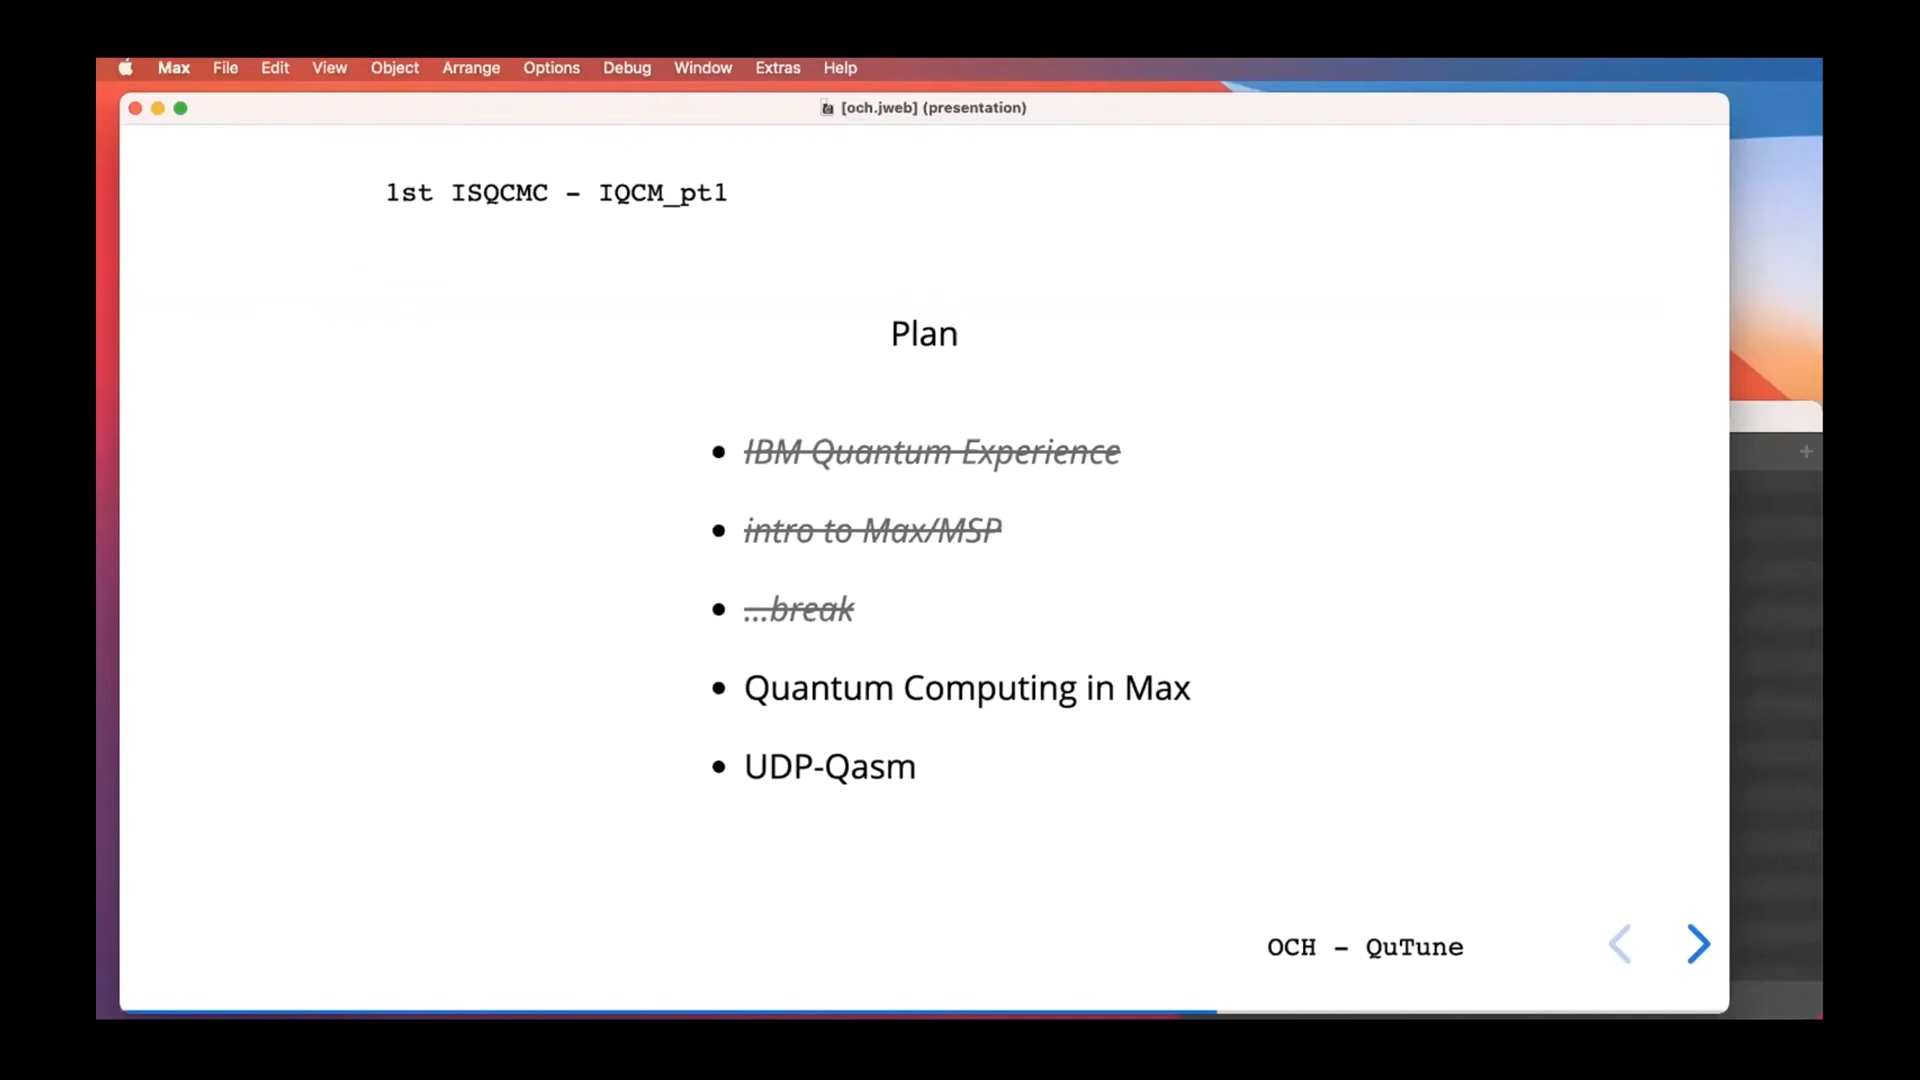 Max File Edit View Object Arrange Options Debug Window Extras Help
[och.jweb] (presentation)
1st ISQCMC - IQCM_pt1
Plan
IBM Quantum Experience
intro to Max/MSP
...break
Quantum Computing in Max
UDP-Qasm
OCH - QuTune